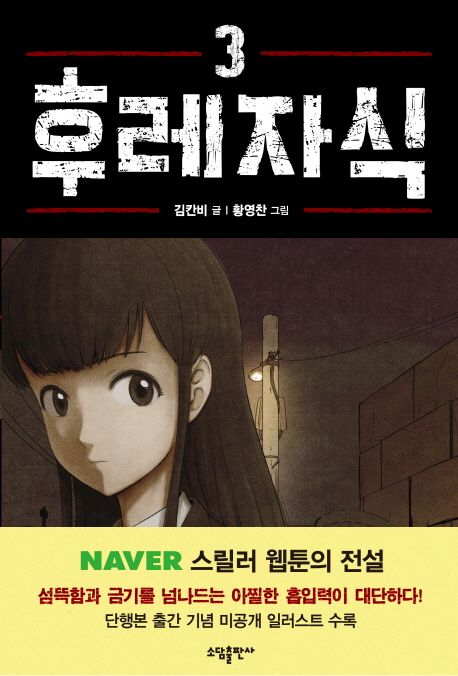 3
후레자식
김칸비 글 | 황영찬 그림
NAVER 스릴러 웹툰의 전설
섬뜩함과 금기를 넘나드는 아찔한 흡입력이 대단하다!
단행본 출간 기념 미공개 일러스트 수록
소담출판사